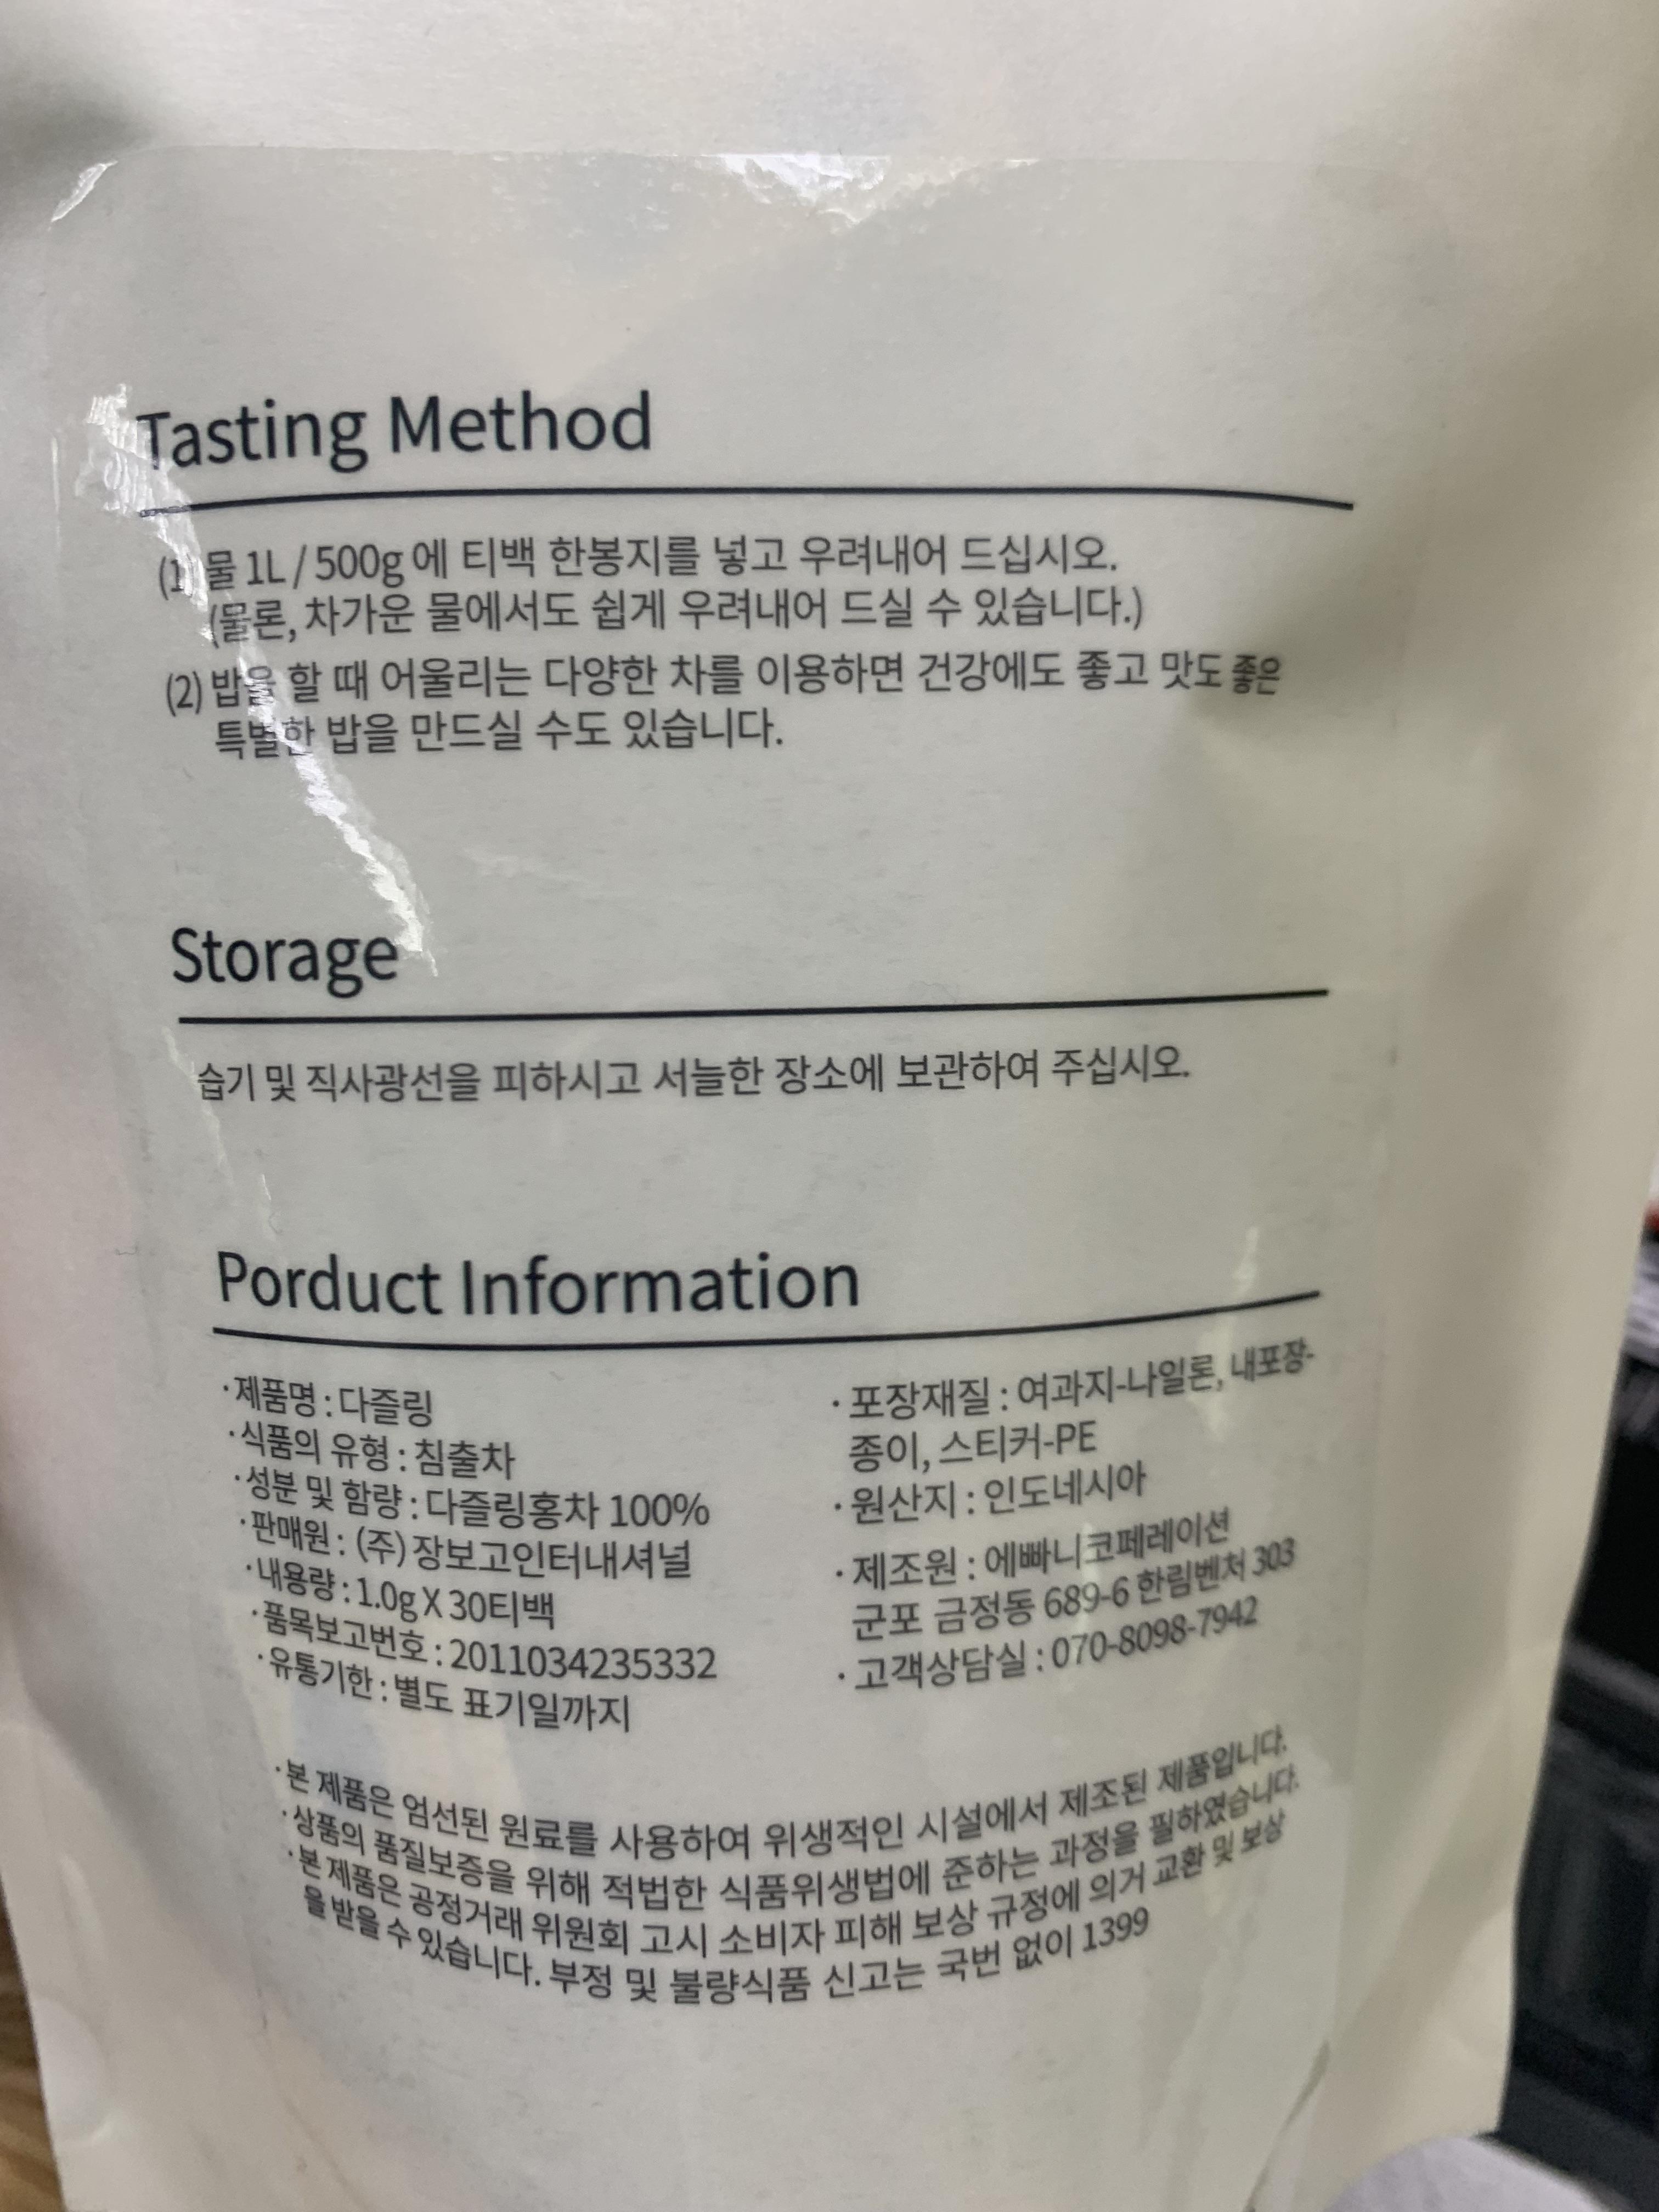 Tasting Method
(1) 물 1L / 500g 에 티백 한봉지를 넣고 우려내어 드십시오.
(물론, 차가운 물에서도 쉽게 우려내어 드실 수 있습니다.)
(2) 밥을 할 때 어울리는 다양한 차를 이용하면 건강에도 좋고 맛도 좋은
특별한 밥을 만드실 수도 있습니다.
Storage
습기 및 직사광선을 피하시고 서늘한 장소에 보관하여 주십시오.
Porduct Information
·제품명 : 다즐링
·식품의 유형 : 침출차
·성분 및 함량 : 다즐링홍차 100%
·판매원 : (주) 장보고인터내셔널
·내용량 : 1.0g X 30티백
·품목보고번호 : 2011034235332
·유통기한 : 별도 표기일까지
· 포장재질 : 여과지-나일론, 내포장-
종이, 스티커-PE
· 원산지 : 인도네시아
· 제조원 : 에빠니코페레이션
군포 금정동 689-6 한림벤처 303
· 고객상담실 : 070-8098-7942
·본 제품은 엄선된 원료를 사용하여 위생적인 시설에서 제조된 제품입니다.
·상품의 품질보증을 위해 적법한 식품위생법에 준하는 과정을 필하였습니다.
·본 제품은 공정거래 위원회 고시 소비자 피해 보상 규정에 의거 교환 및 보상
을 받을 수 있습니다. 부정 및 불량식품 신고는 국번 없이 1399